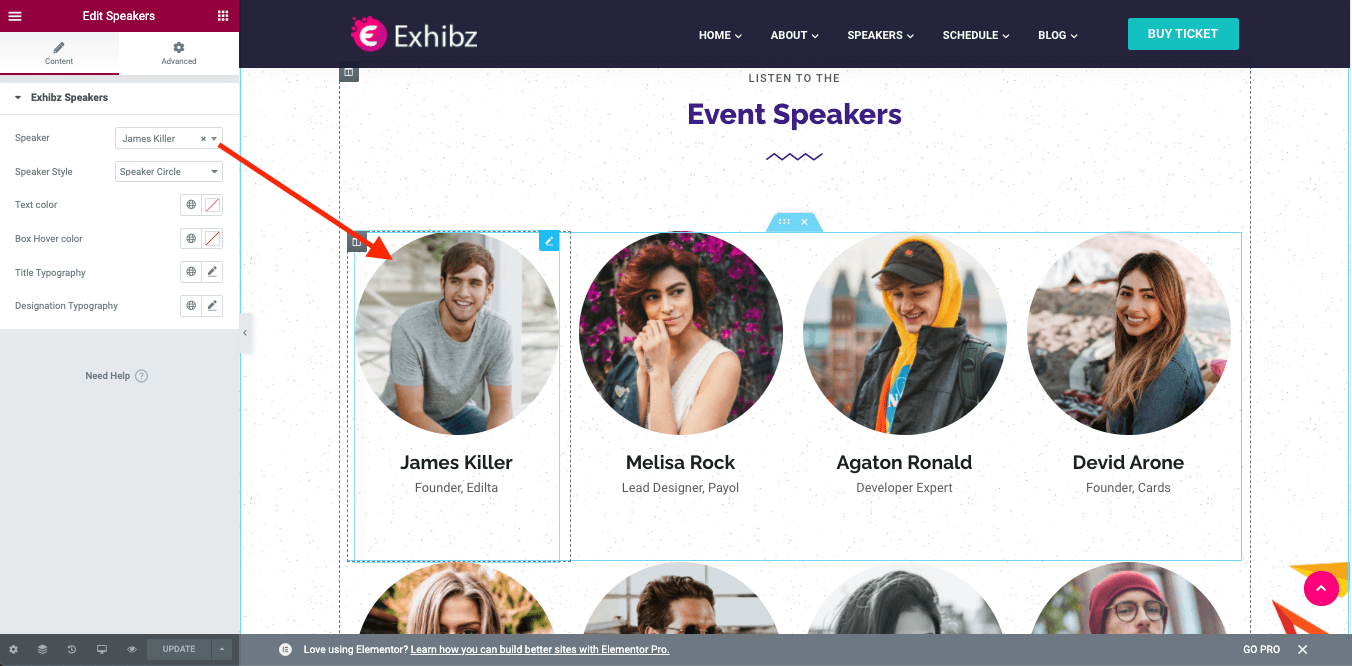 Edit Speakers
Content
Advanced
Exhibz Speakers
Speaker
James Killer
Speaker Style
Speaker Circle
Text color
Box Hover color
Title Typography
Designation Typography
Need Help ?
UPDATE
Exhibz
HOME ABOUT SPEAKERS SCHEDULE BLOG
BUY TICKET
LISTEN TO THE
Event Speakers
James Killer
Founder, Edilta
Melisa Rock
Lead Designer, Payol
Agaton Ronald
Developer Expert
Devid Arone
Founder, Cards
Love using Elementor? Learn how you can build better sites with Elementor Pro.
GO PRO